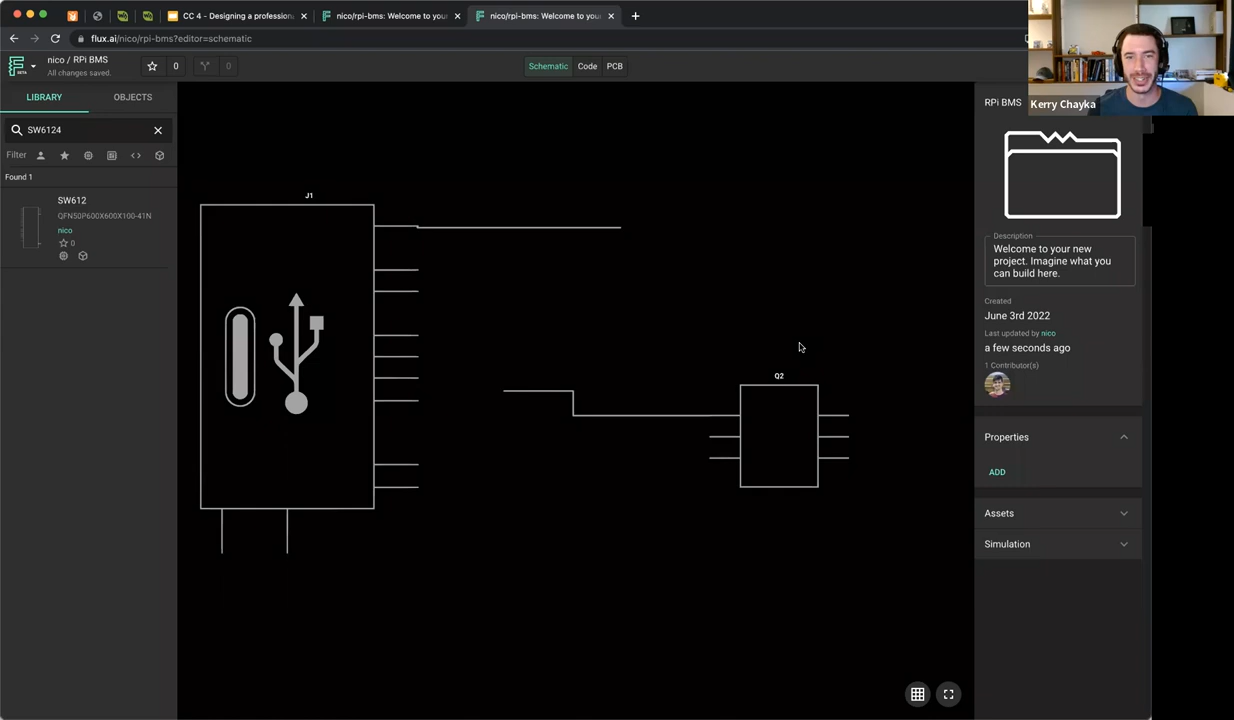 CC 4 - Designing a profession
nico/rpi-bms: Welcome to you
nico/rpi-bms: Welcome to you
flux.ai/nico/rpi-bms?editor=schematic
BETA
nico / RPi BMS
All changes saved.
0
0
Schematic
Code
PCB
LIBRARY
OBJECTS
SW6124
Filter
Found 1
SW612
QFN50P600X600X100-41N
nico
0
J1
Q2
Kerry Chayka
RPi BMS
Description
Welcome to your new
project. Imagine what you
can build here.
Created
June 3rd 2022
Last updated by nico
a few seconds ago
1 Contributor(s)
Properties
ADD
Assets
Simulation